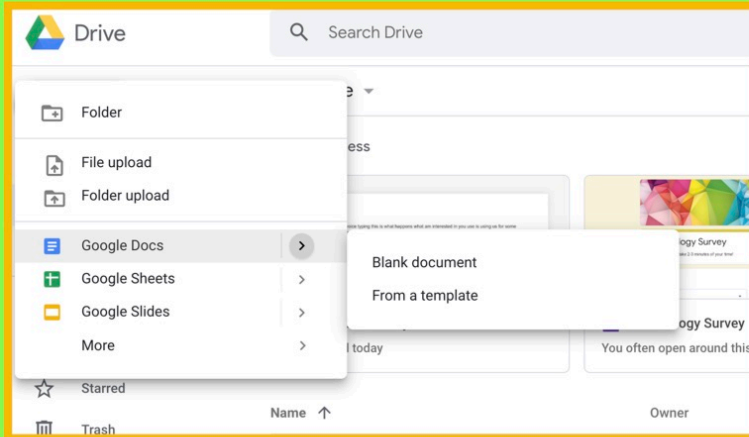 Drive
Search Drive
Folder
File upload
Folder upload
Google Docs
Google Sheets
Google Slides
More
Starred
Trash
Blank document
From a template
ess
ogy Survey
ogy Survey
today
You often open around this
Name
Owner